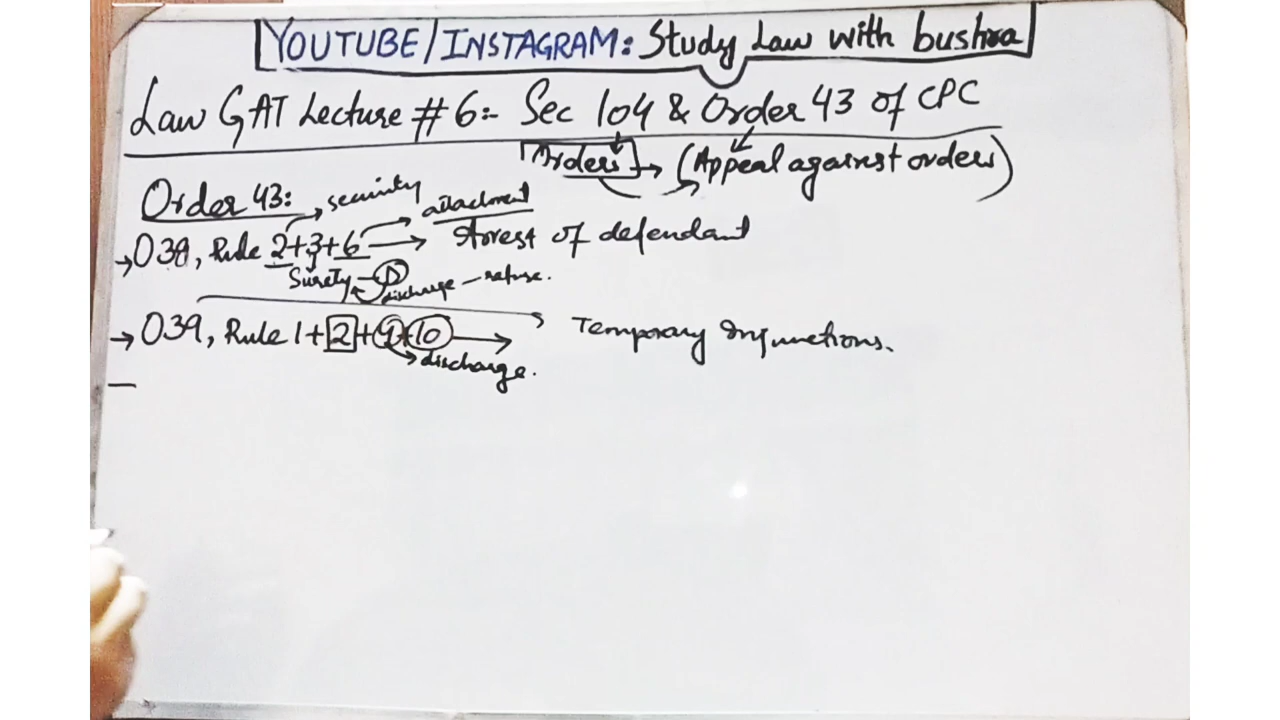 YOUTUBE/INSTAGRAM: Study Law with bushra
Law GAT Lecture # 6:- Sec 104 & Order 43 of CPC
Orders → (Appeal against orders)
Order 43: security attachment
→ O38, Rule 2+3+6 → Arrest of defendant
Surety - D discharge - refuse.
→ O39, Rule 1+2+4+10 → Temporary Injunctions.
→ discharge.